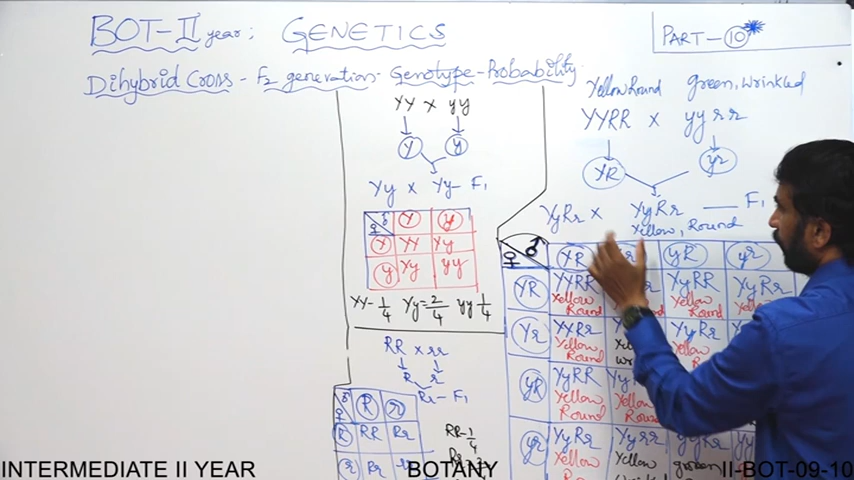 BOT-II year: GENETICS
PART-10
Dihybrid Cross - F2 generation - Genotype - Probability
YY x yy
Y y
Yy x Yy - F1
♀ ♂ Y y
Y YY Yy
y Yy yy
YY-1/4 Yy=2/4 yy 1/4
RR x rr
R r
Rr - F1
♀ ♂ R r
R RR Rr
r Rr
RR-1/4
Yellow Round green, wrinkled
YYRR x yyrr
YR yr
YyRr x YyRr — F1
Yellow, Round
♀ ♂ YR yR yr
YR YYRR YyRR YyRr
Yellow Round Yellow Round
Yr YYRr YyRr
Yellow Round
yR YyRR
Yellow, Round Yellow Round
yr YyRr Yyrr
Yellow Yellow green
INTERMEDIATE II YEAR
BOTANY
II-BOT-09-10